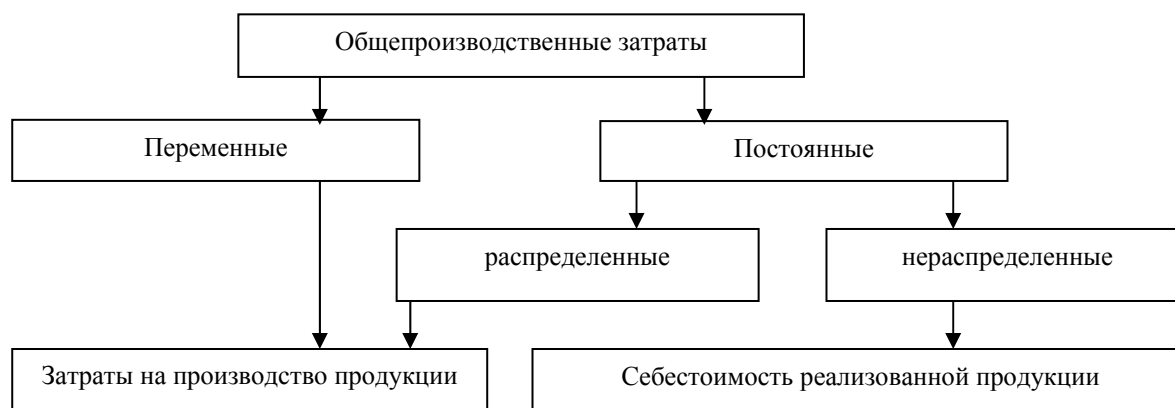 Общепроизводственные затраты
Переменные
Постоянные
распределенные
нераспределенные
Затраты на производство продукции
Себестоимость реализованной продукции